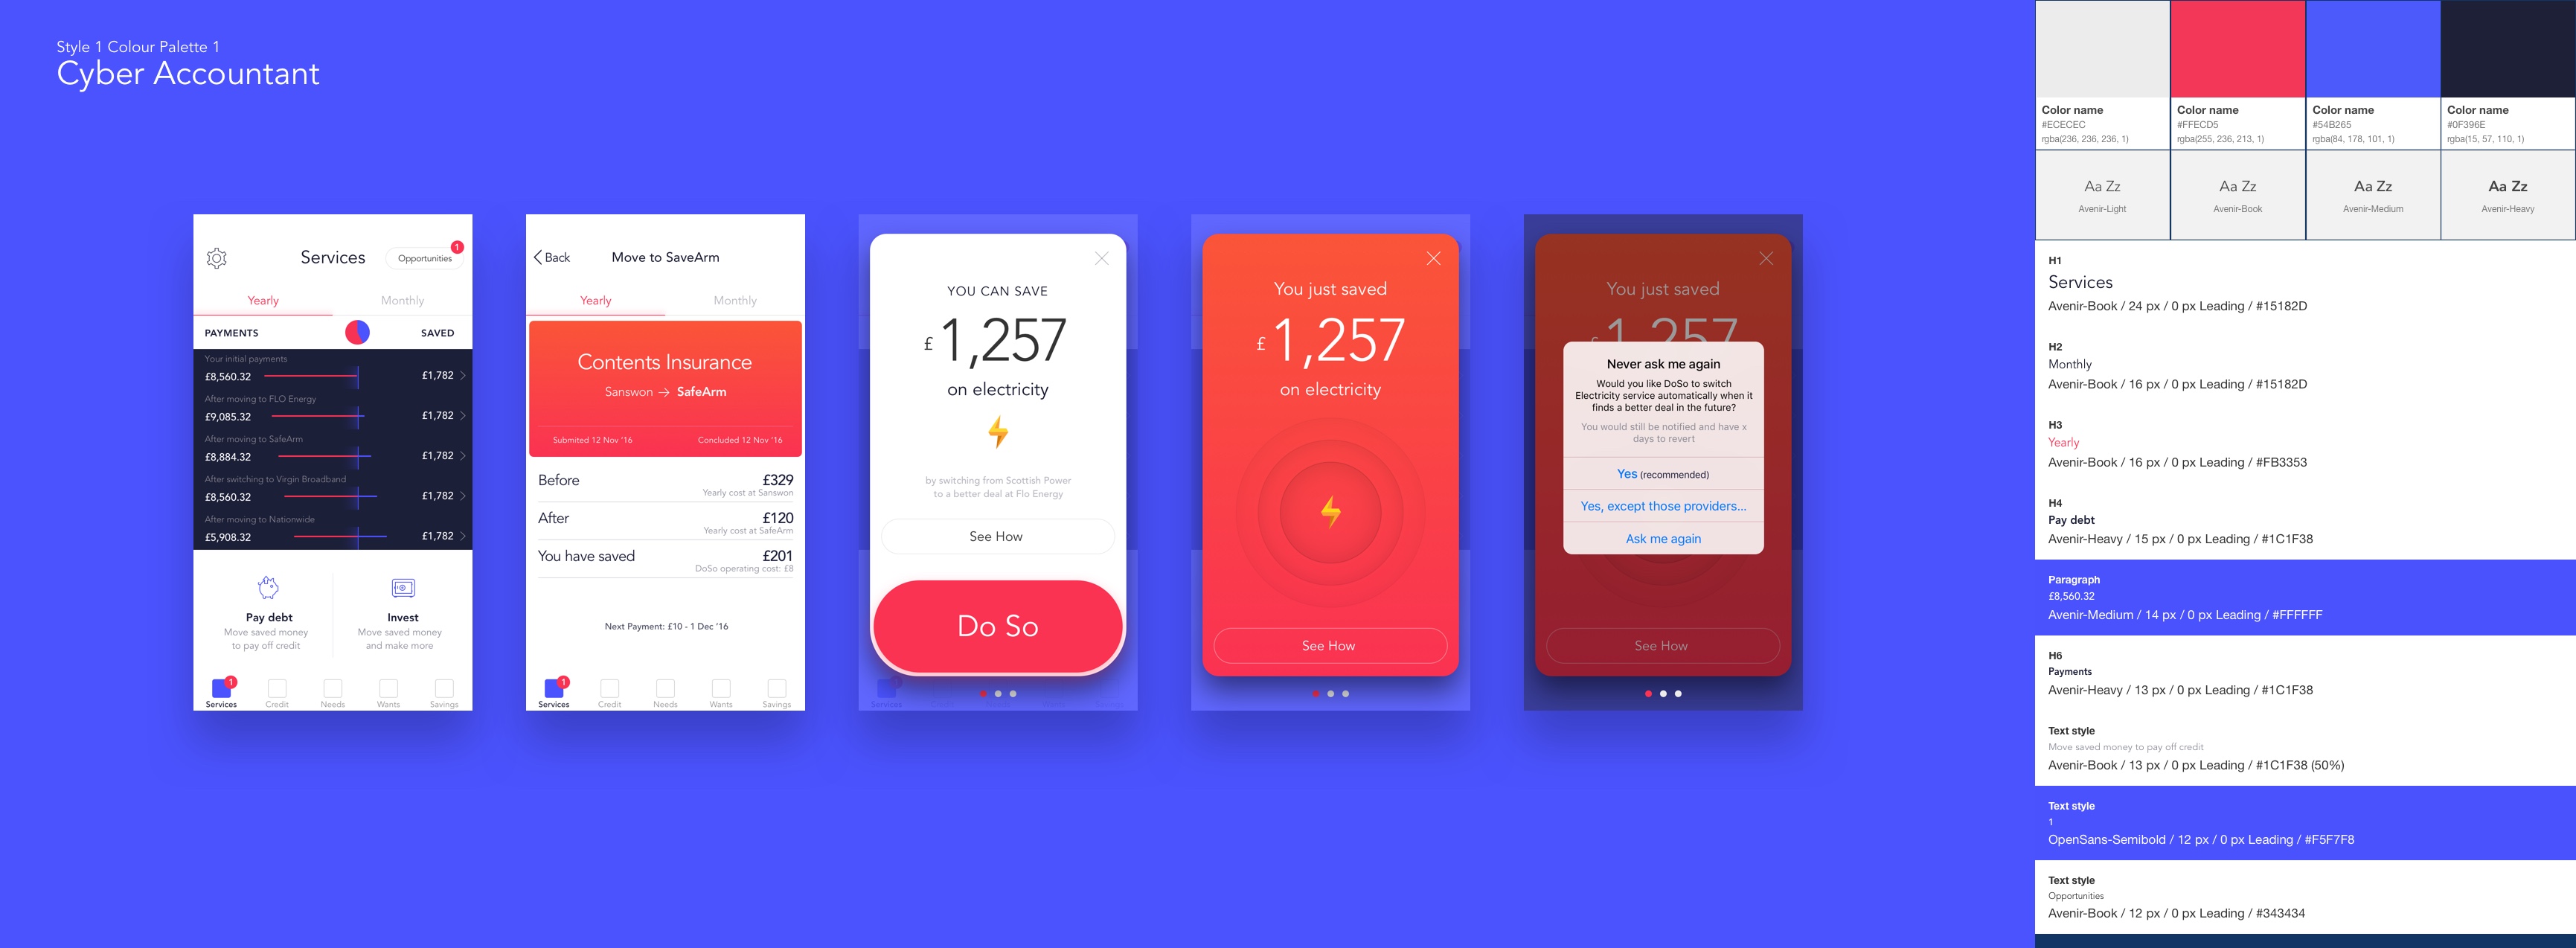 Style 1 Colour Palette 1
Cyber Accountant
Services
Opportunities
1
Yearly
Monthly
PAYMENTS
SAVED
Your initial payments
£8,560.32
£1,782
After moving to FLO Energy
£9,085.32
£1,782
After moving to SafeArm
£8,884.32
£1,782
After switching to Virgin Broadband
£8,560.32
£1,782
After moving to Nationwide
£5,908.32
£1,782
Pay debt
Move saved money
to pay off credit
Invest
Move saved money
and make more
1
Services
Credit
Needs
Wants
Savings
Back
Move to SaveArm
Yearly
Monthly
Contents Insurance
Sanswon → SafeArm
Submited 12 Nov '16
Concluded 12 Nov '16
Before
£329
Yearly cost at Sanswon
After
£120
Yearly cost at SafeArm
You have saved
£201
DoSo operating cost: £8
Next Payment: £10 - 1 Dec '16
1
Services
Credit
Needs
Wants
Savings
YOU CAN SAVE
£ 1,257
on electricity
by switching from Scottish Power
to a better deal at Flo Energy
See How
Do So
Services
You just saved
£ 1,257
on electricity
See How
You just saved
£ 1,257
Never ask me again
Would you like DoSo to switch
Electricity service automatically when it
finds a better deal in the future?
You would still be notified and have x
days to revert
Yes (recommended)
Yes, except those providers...
Ask me again
See How
Color name
#ECECEC
rgba(236, 236, 236, 1)
Color name
#FFECD5
rgba(255, 236, 213, 1)
Color name
#54B265
rgba(84, 178, 101, 1)
Color name
#0F396E
rgba(15, 57, 110, 1)
Aa Zz
Avenir-Light
Aa Zz
Avenir-Book
Aa Zz
Avenir-Medium
Aa Zz
Avenir-Heavy
H1
Services
Avenir-Book / 24 px / 0 px Leading / #15182D
H2
Monthly
Avenir-Book / 16 px / 0 px Leading / #15182D
H3
Yearly
Avenir-Book / 16 px / 0 px Leading / #FB3353
H4
Pay debt
Avenir-Heavy / 15 px / 0 px Leading / #1C1F38
Paragraph
£8,560.32
Avenir-Medium / 14 px / 0 px Leading / #FFFFFF
H6
Payments
Avenir-Heavy / 13 px / 0 px Leading / #1C1F38
Text style
Move saved money to pay off credit
Avenir-Book / 13 px / 0 px Leading / #1C1F38 (50%)
Text style
1
OpenSans-Semibold / 12 px / 0 px Leading / #F5F7F8
Text style
Opportunities
Avenir-Book / 12 px / 0 px Leading / #343434